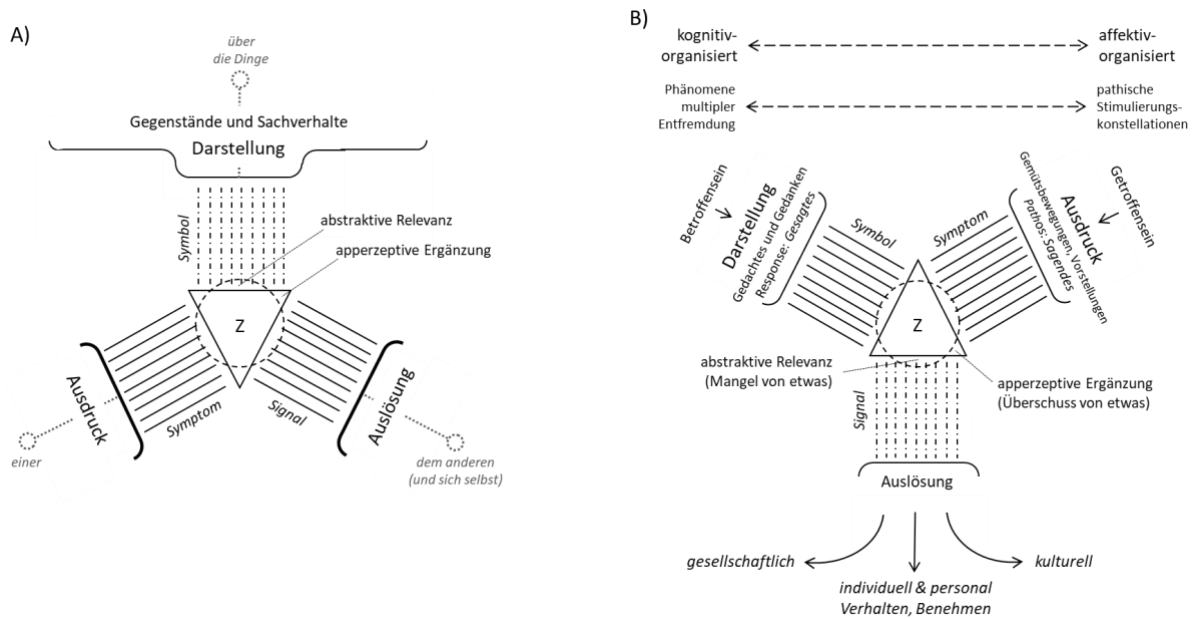 A)
über
die Dinge
Gegenstände und Sachverhalte
Darstellung
Symbol
abstraktive Relevanz
apperzeptive Ergänzung
Z
Ausdruck
Symptom
Signal
Auslösung
einer
dem anderen
(und sich selbst)
B)
kognitiv-
organisiert
affektiv-
organisiert
Phänomene
multipler
Entfremdung
pathische
Stimulierungs-
konstellationen
Betroffensein
Darstellung
Gedachtes und Gedanken
Response: Gesagtes
Symbol
Symptom
Gemütsbewegungen, Vorstellungen
Pathos: Sagendes
Ausdruck
Getroffensein
Z
abstraktive Relevanz
(Mangel von etwas)
apperzeptive Ergänzung
(Überschuss von etwas)
Signal
Auslösung
gesellschaftlich
individuell & personal
Verhalten, Benehmen
kulturell